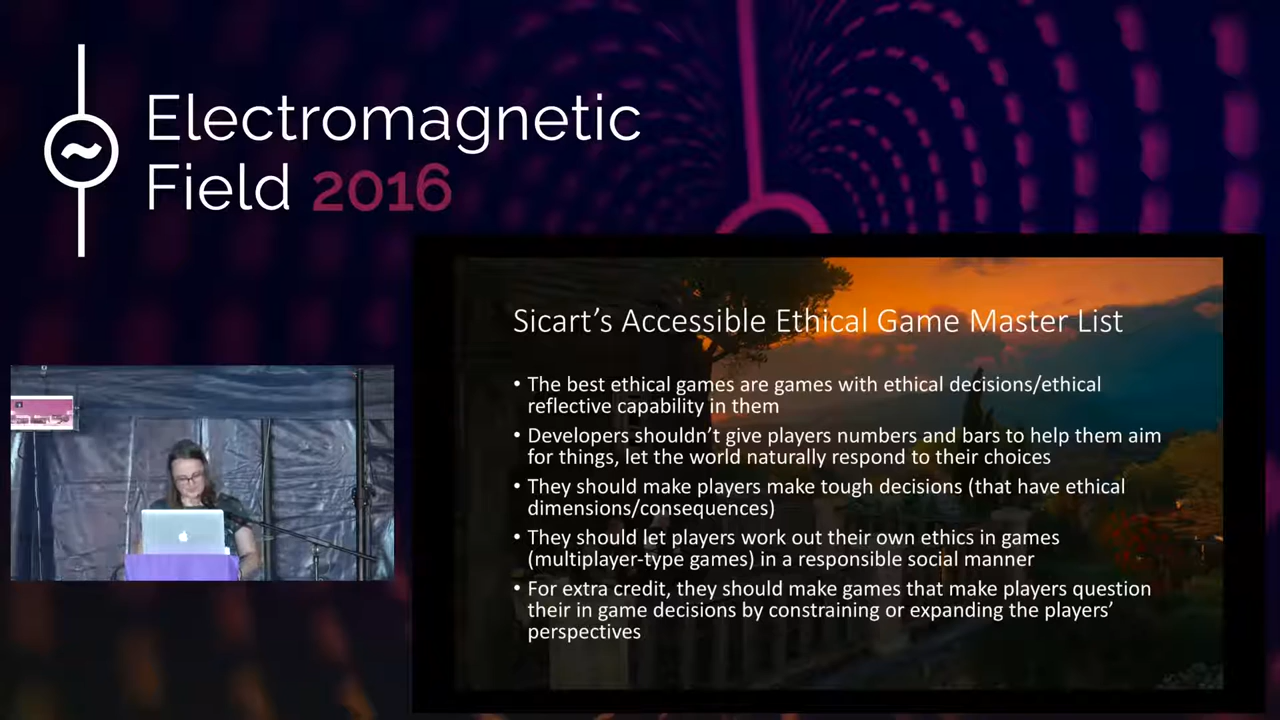 Electromagnetic
Field 2016
Sicart's Accessible Ethical Game Master List
• The best ethical games are games with ethical decisions/ethical
reflective capability in them
• Developers shouldn't give players numbers and bars to help them aim
for things, let the world naturally respond to their choices
• They should make players make tough decisions (that have ethical
dimensions/consequences)
• They should let players work out their own ethics in games
(multiplayer-type games) in a responsible social manner
• For extra credit, they should make games that make players question
their in game decisions by constraining or expanding the players'
perspectives